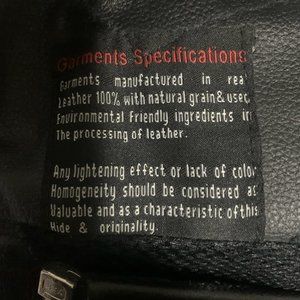 Garments Specifications
Garments manufactured in rea
Leather 100% with natural grain & used
Environmental Friendly ingredients in
The processing of leather.
Any lightening effect or lack of colo
Homogeneity should be considered as
Valuable and as a characteristic of this
Hide & originality.